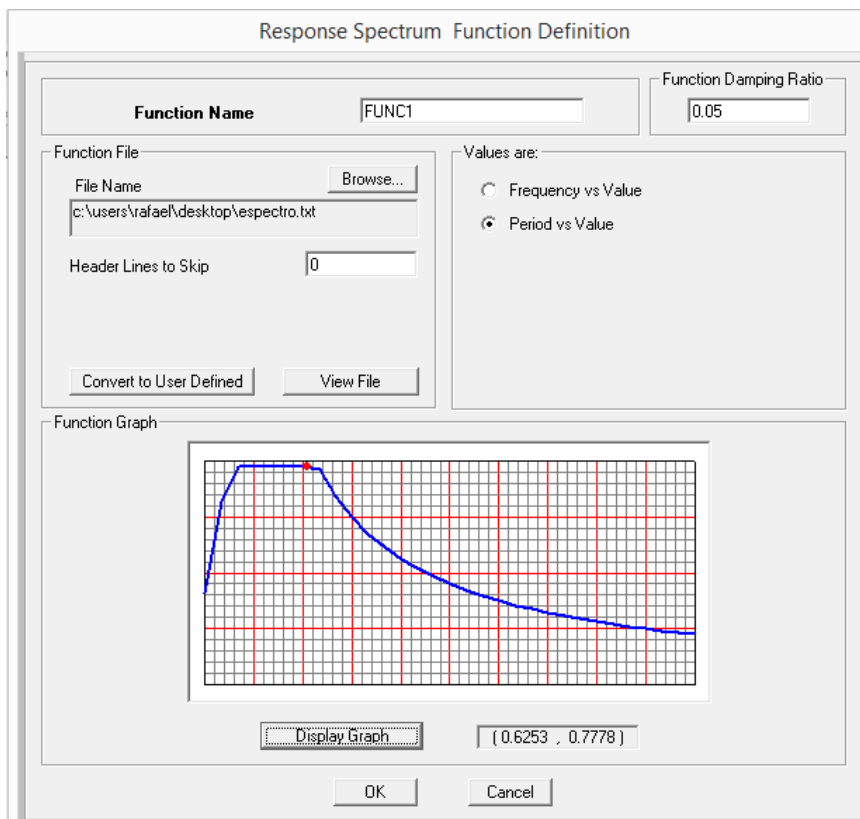 Response Spectrum Function Definition
Function Damping Ratio
Function Name
FUNC1
0.05
Function File
Values are:
File Name
Browse...
c:\users\rafael\desktop\espectro.txt
Frequency vs Value
Period vs Value
Header Lines to Skip
0
Convert to User Defined
View File
Function Graph
Display Graph
( 0.6253 , 0.7778 )
OK
Cancel